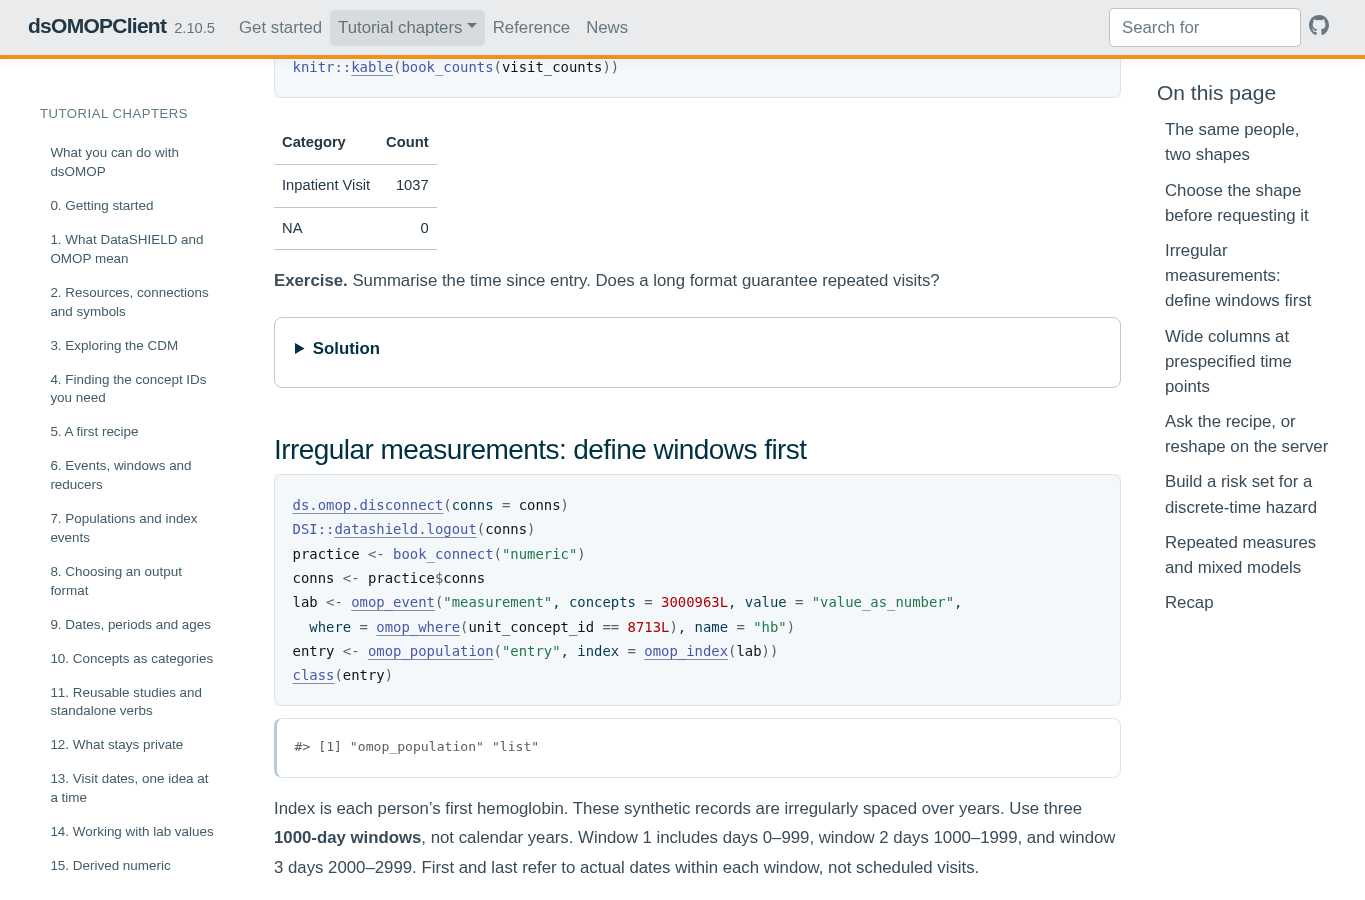 dsOMOPClient 2.10.5 Get started Tutorial chapters Reference News Search for
knitr::kable(book_counts(visit_counts))
TUTORIAL CHAPTERS
What you can do with
dsOMOP
0. Getting started
1. What DataSHIELD and
OMOP mean
2. Resources, connections
and symbols
3. Exploring the CDM
4. Finding the concept IDs
you need
5. A first recipe
6. Events, windows and
reducers
7. Populations and index
events
8. Choosing an output
format
9. Dates, periods and ages
10. Concepts as categories
11. Reusable studies and
standalone verbs
12. What stays private
13. Visit dates, one idea at
a time
14. Working with lab values
15. Derived numeric
Category Count
Inpatient Visit 1037
NA 0
Exercise. Summarise the time since entry. Does a long format guarantee repeated visits?
Solution
Irregular measurements: define windows first
ds.omop.disconnect(conns = conns)
DSI::datashield.logout(conns)
practice <- book_connect("numeric")
conns <- practice$conns
lab <- omop_event("measurement", concepts = 3000963L, value = "value_as_number",
  where = omop_where(unit_concept_id == 8713L), name = "hb")
entry <- omop_population("entry", index = omop_index(lab))
class(entry)
#> [1] "omop_population" "list"
Index is each person’s first hemoglobin. These synthetic records are irregularly spaced over years. Use three
1000-day windows, not calendar years. Window 1 includes days 0–999, window 2 days 1000–1999, and window
3 days 2000–2999. First and last refer to actual dates within each window, not scheduled visits.
On this page
The same people,
two shapes
Choose the shape
before requesting it
Irregular
measurements:
define windows first
Wide columns at
prespecified time
points
Ask the recipe, or
reshape on the server
Build a risk set for a
discrete-time hazard
Repeated measures
and mixed models
Recap